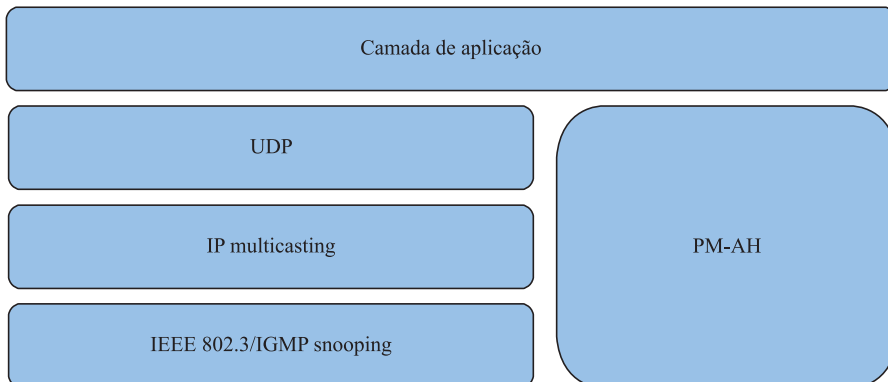 Camada de aplicação
UDP
IP multicasting
PM-AH
IEEE 802.3/IGMP snooping